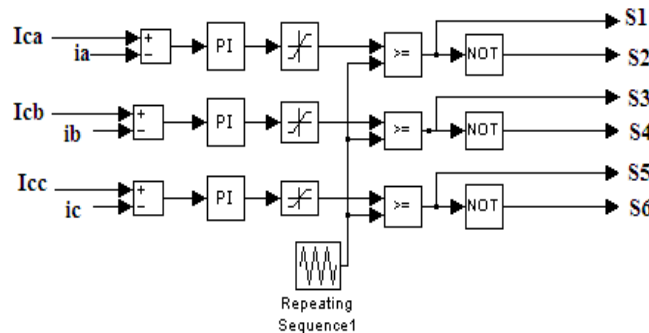 Ica
+
-
ia
PI
>=
NOT
S1
S2
Icb
+
-
ib
PI
>=
NOT
S3
S4
Icc
+
-
ic
PI
>=
NOT
S5
S6
Repeating
Sequence1